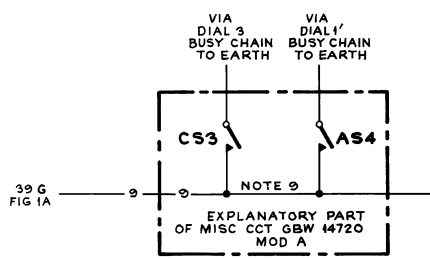 VIA
DIAL 3
BUSY CHAIN
TO EARTH
VIA
DIAL 1'
BUSY CHAIN
TO EARTH
CS3
AS4
39 G
FIG 1A
9
9
NOTE 9
EXPLANATORY PART
OF MISC CCT GBW 14720
MOD A